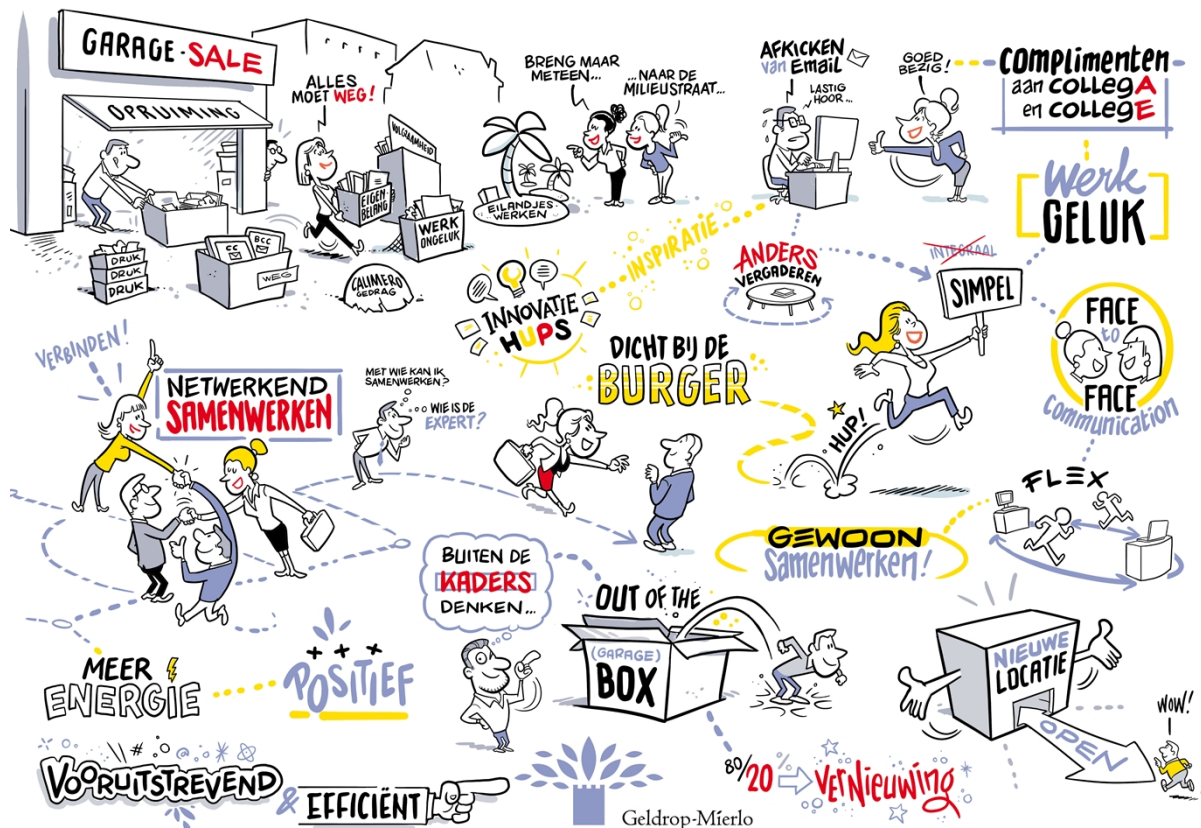 GARAGE-SALE
OPRUIMING
ALLES
MOET WEG!
VOLGZAAMHEID
EIGEN-
BELANG
WERK
ONGELUK
CC
BCC
WEG
DRUK
DRUK
DRUK
CALIMERO
GEDRAG
EILANDJES
WERKEN
BRENG MAAR
METEEN...
...NAAR DE
MILIEUSTRAAT...
AFKICKEN
van EMAIL
LASTIG
HOOR...
GOED
BEZIG!
COMPLIMENTEN
aan COLLEGA
en COLLEGE
Werk
GELUK
INSPIRATIE
INNOVATIE
HUPS
ANDERS
VERGADEREN
INTEGRAAL
SIMPEL
FACE
to
FACE
Communication
VERBINDEN!
NETWERKEND
SAMENWERKEN
MET WIE KAN IK
SAMENWERKEN?
WIE IS DE
EXPERT?
DICHT BIJ DE
BURGER
HUP!
FLEX
GEWOON
Samenwerken!
BUITEN DE
KADERS
DENKEN...
OUT OF THE
(GARAGE)
BOX
NIEUWE
LOCATIE
OPEN
WOW!!
MEER
ENERGIE
POSITIEF
VOORUITSTREVEND
& EFFICIËNT
80/20 % VERNIEUWING
Geldrop-Mierlo